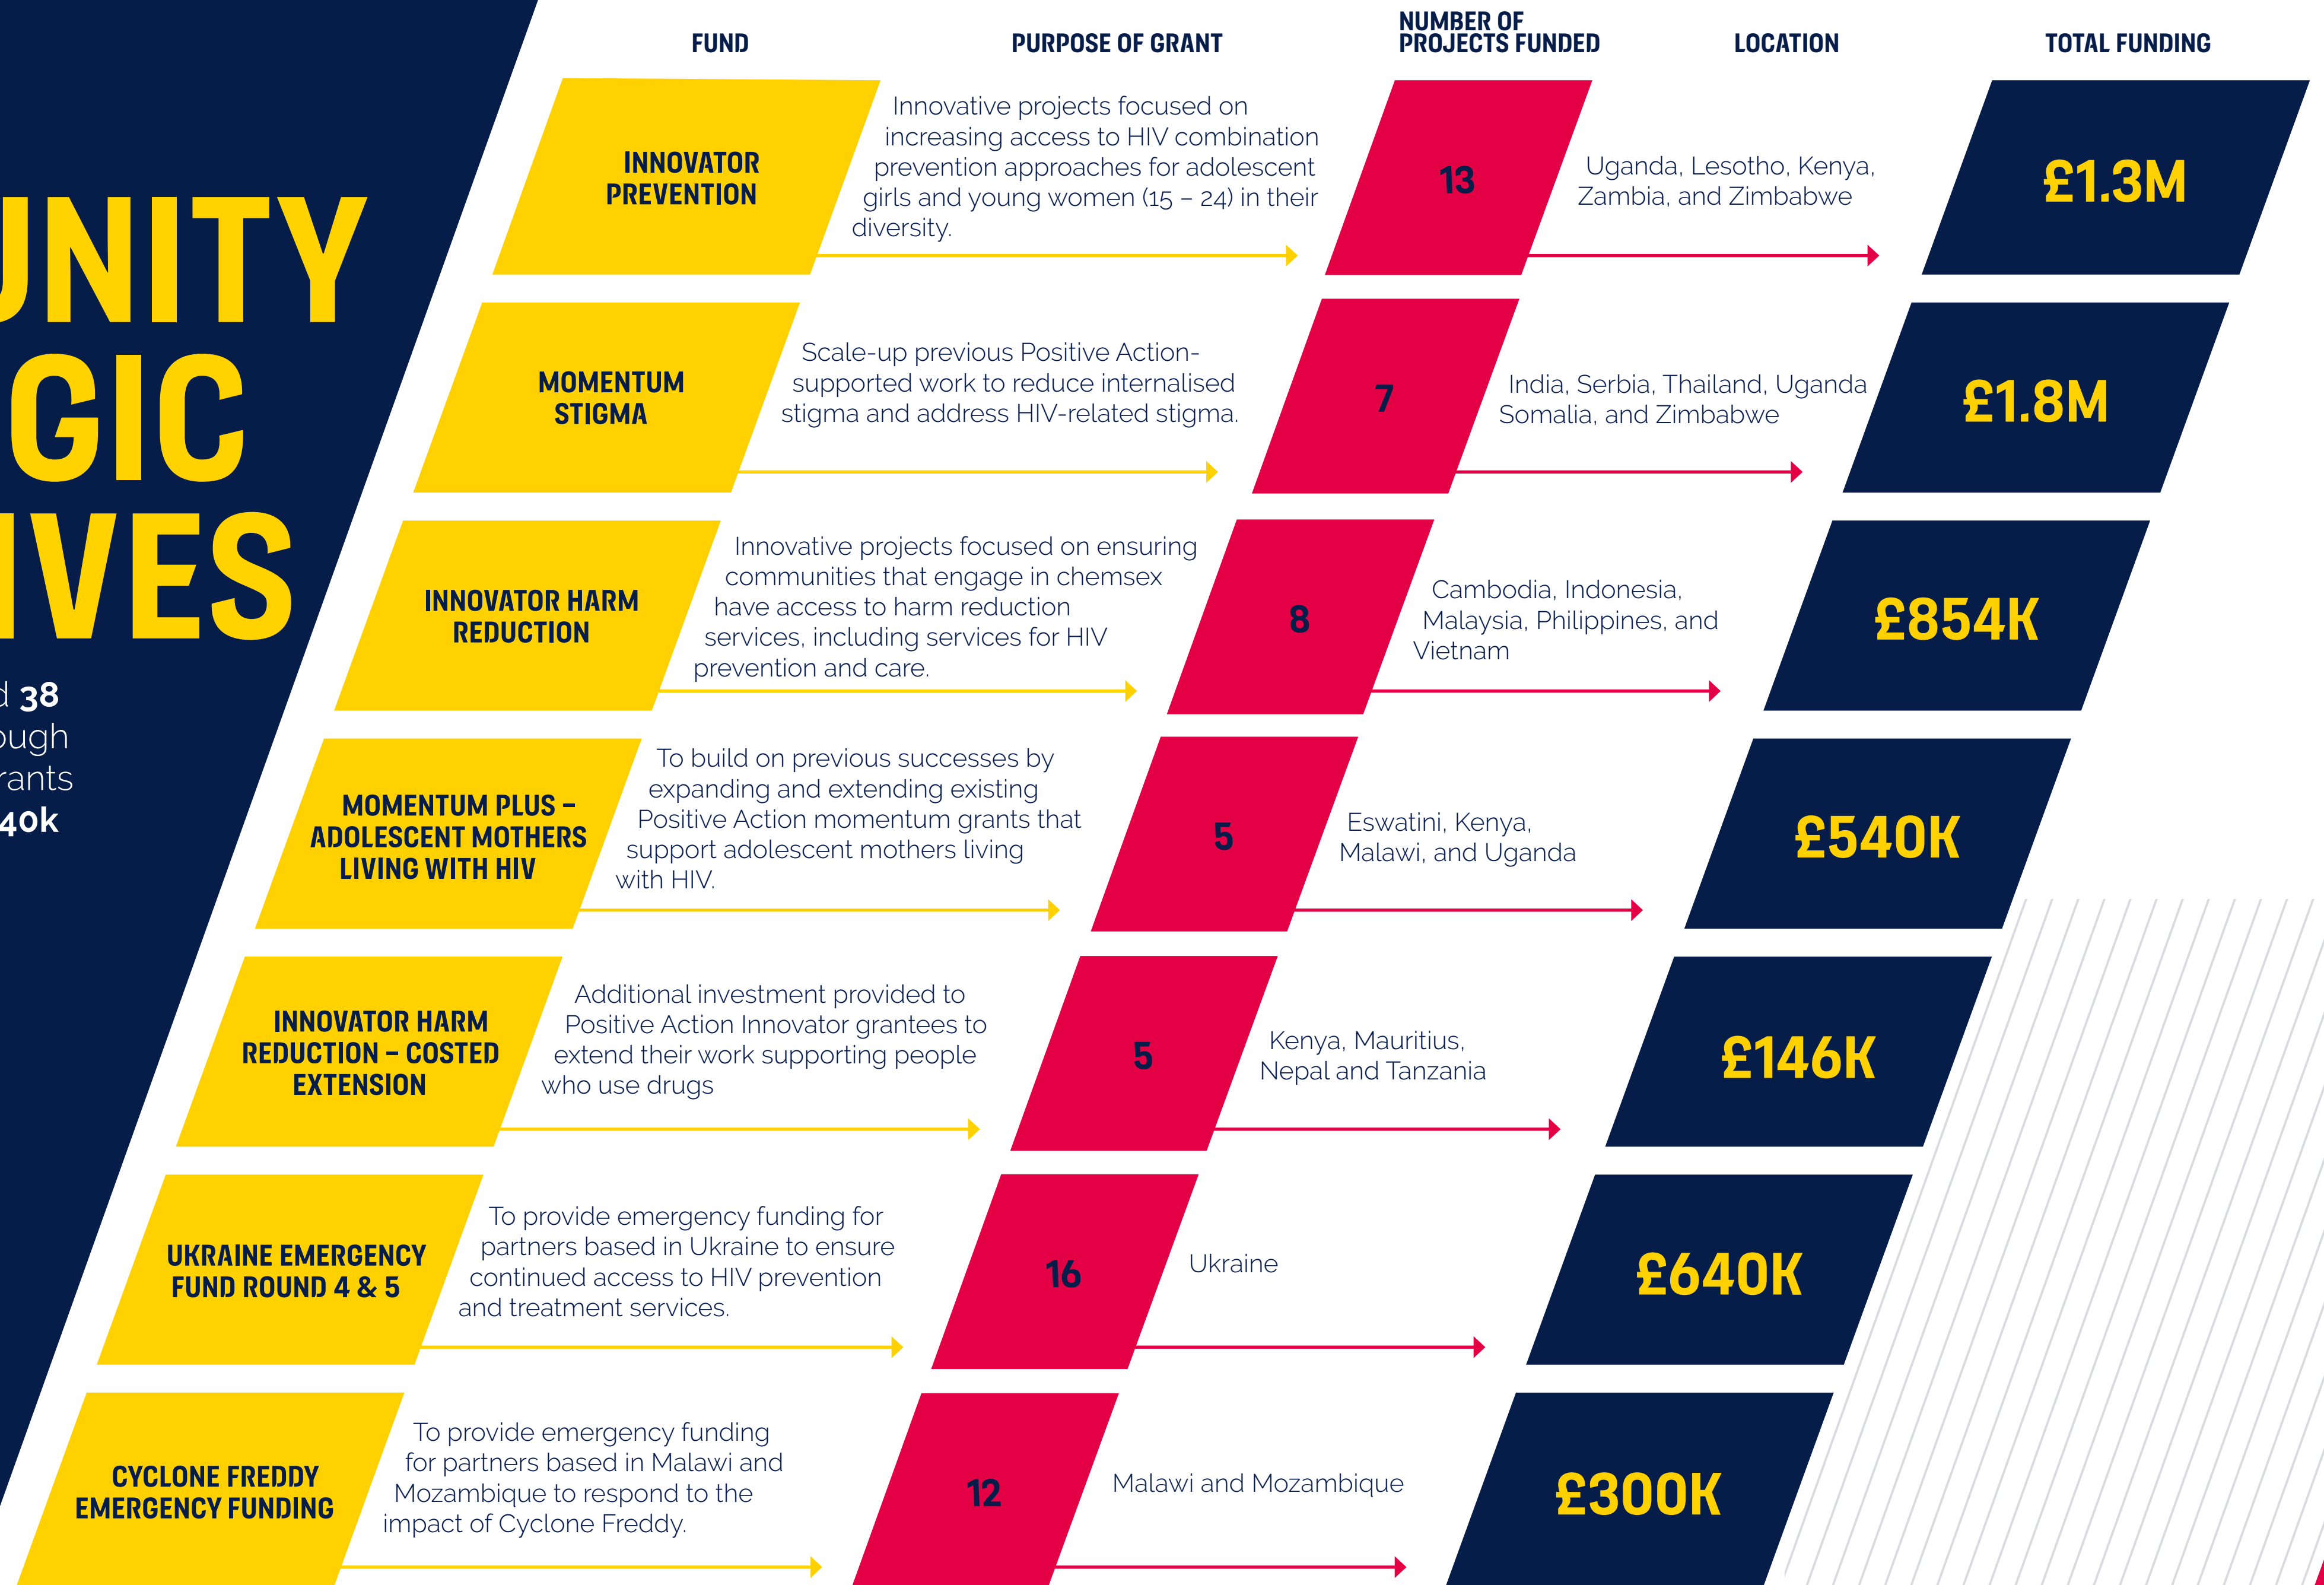 UNITY
GIC
IVES
38
ough
rants
40k
FUND
PURPOSE OF GRANT
NUMBER OF
PROJECTS FUNDED
LOCATION
TOTAL FUNDING
INNOVATOR
PREVENTION
Innovative projects focused on
increasing access to HIV combination
prevention approaches for adolescent
girls and young women (15 – 24) in their
diversity.
13
Uganda, Lesotho, Kenya,
Zambia, and Zimbabwe
£1.3M
MOMENTUM
STIGMA
Scale-up previous Positive Action-
supported work to reduce internalised
stigma and address HIV-related stigma.
7
India, Serbia, Thailand, Uganda
Somalia, and Zimbabwe
£1.8M
INNOVATOR HARM
REDUCTION
Innovative projects focused on ensuring
communities that engage in chemsex
have access to harm reduction
services, including services for HIV
prevention and care.
8
Cambodia, Indonesia,
Malaysia, Philippines, and
Vietnam
£854K
MOMENTUM PLUS –
ADOLESCENT MOTHERS
LIVING WITH HIV
To build on previous successes by
expanding and extending existing
Positive Action momentum grants that
support adolescent mothers living
with HIV.
5
Eswatini, Kenya,
Malawi, and Uganda
£540K
INNOVATOR HARM
REDUCTION – COSTED
EXTENSION
Additional investment provided to
Positive Action Innovator grantees to
extend their work supporting people
who use drugs
5
Kenya, Mauritius,
Nepal and Tanzania
£146K
UKRAINE EMERGENCY
FUND ROUND 4 & 5
To provide emergency funding for
partners based in Ukraine to ensure
continued access to HIV prevention
and treatment services.
16
Ukraine
£640K
CYCLONE FREDDY
EMERGENCY FUNDING
To provide emergency funding
for partners based in Malawi and
Mozambique to respond to the
impact of Cyclone Freddy.
12
Malawi and Mozambique
£300K